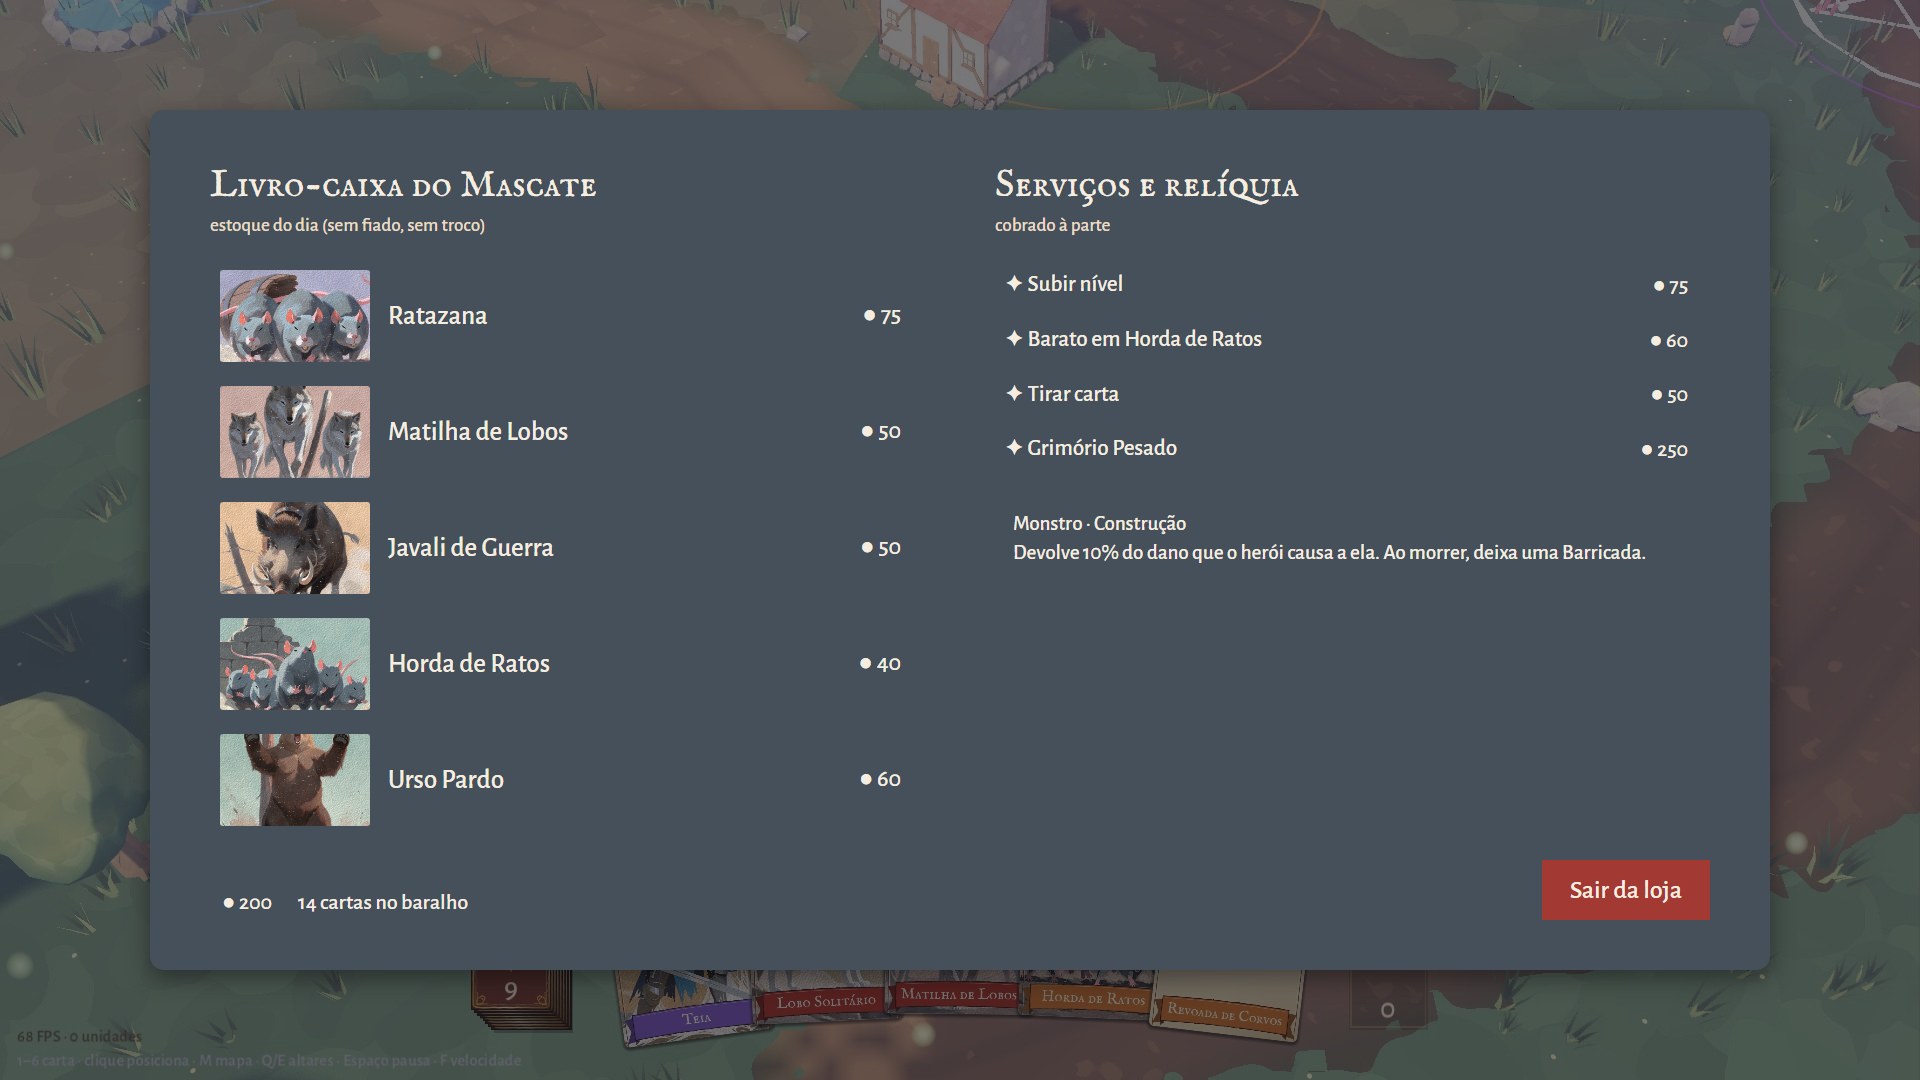 Livro-caixa do Mascate
estoque do dia (sem fiado, sem troco)
Ratazana
● 75
Matilha de Lobos
● 50
Javali de Guerra
● 50
Horda de Ratos
● 40
Urso Pardo
● 60
● 200 14 cartas no baralho
Serviços e relíquia
cobrado à parte
✦ Subir nível
● 75
✦ Barato em Horda de Ratos
● 60
✦ Tirar carta
● 50
✦ Grimório Pesado
● 250
Monstro · Construção
Devolve 10% do dano que o herói causa a ela. Ao morrer, deixa uma Barricada.
Sair da loja
9
Teia
Lobo Solitário
Matilha de Lobos
Horda de Ratos
Revoada de Corvos
0
68 FPS · 0 unidades
1–6 carta · clique posiciona · M mapa · Q/E altares · Espaço pausa · F velocidade